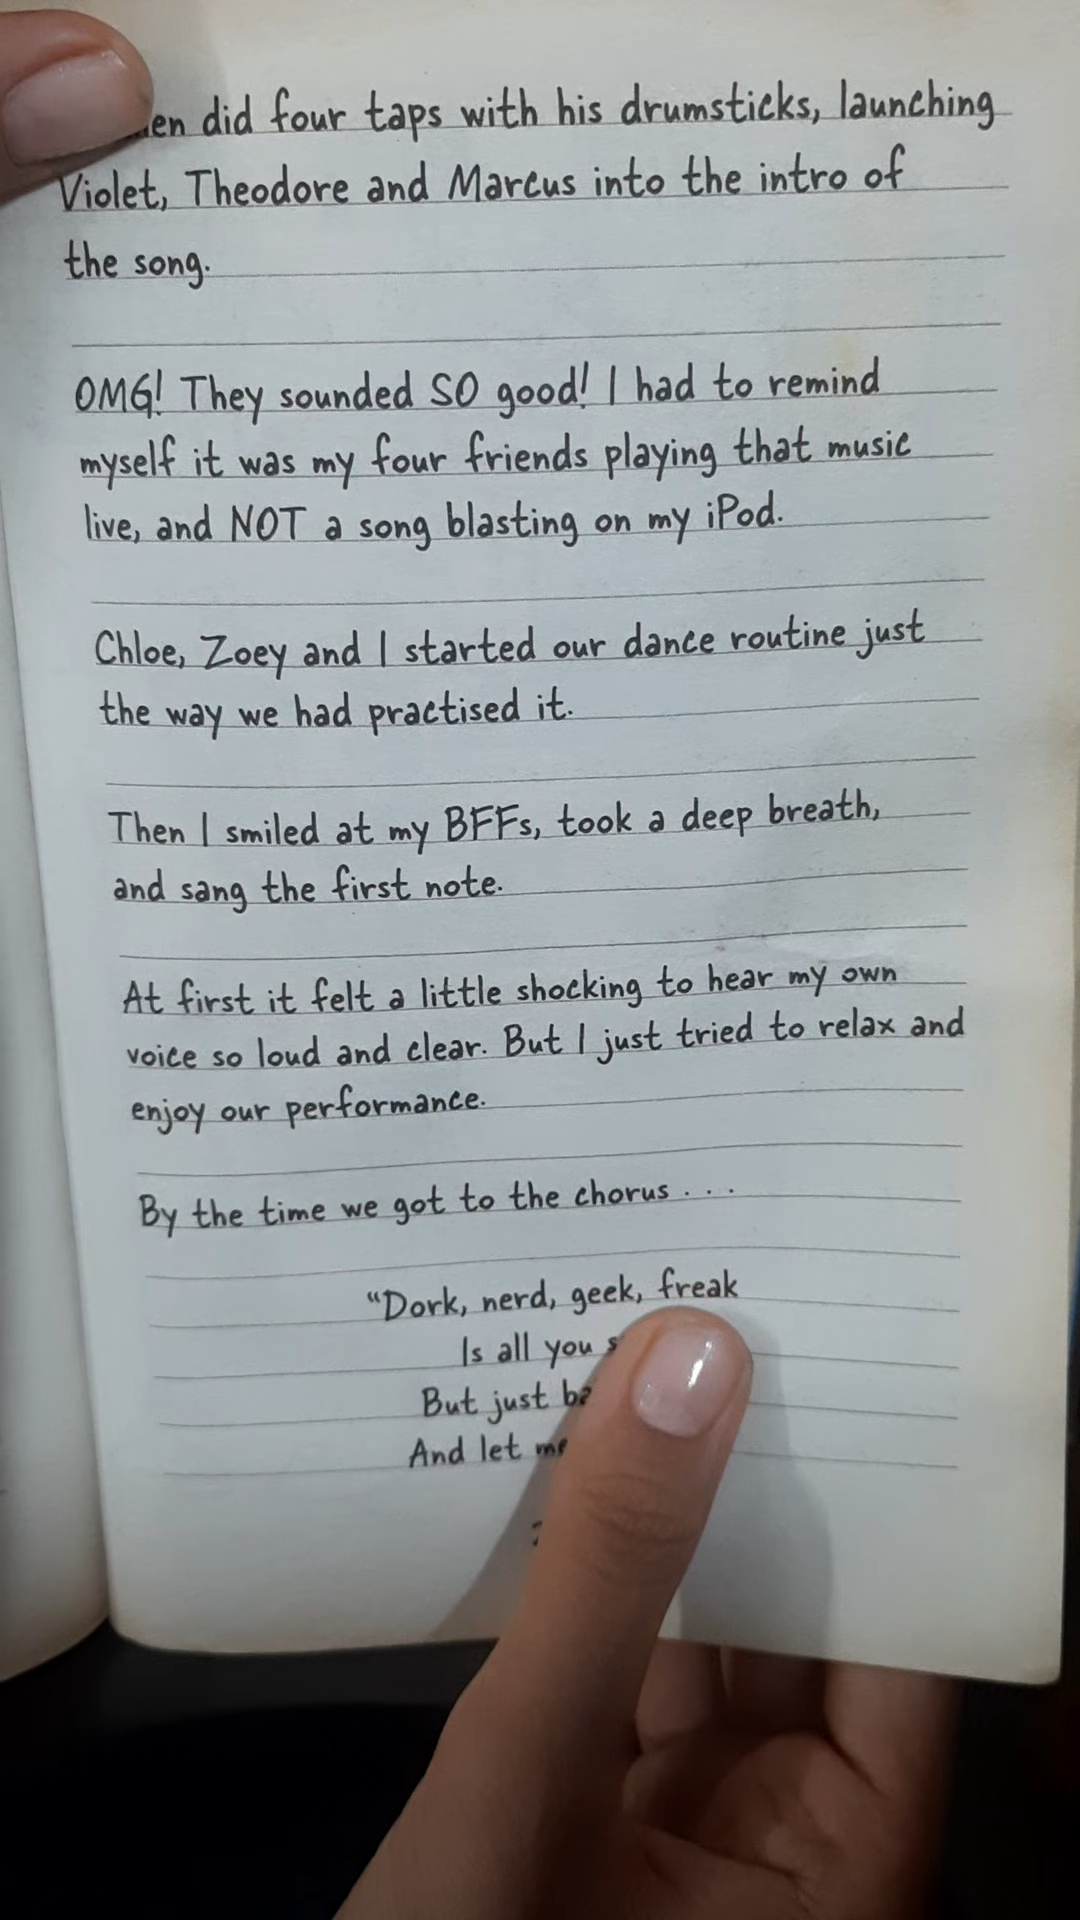 did four taps with his drumsticks, launching
Violet, Theodore and Marcus into the intro of
the song.
OMG! They sounded SO good! I had to remind
myself it was my four friends playing that music
live, and NOT a song blasting on my iPod.
Chloe, Zoey and I started our dance routine just
the way we had practised it.
Then I smiled at my BFFs, took a deep breath,
and sang the first note.
At first it felt a little shocking to hear my own
voice so loud and clear. But I just tried to relax and
enjoy our performance.
By the time we got to the chorus . . .
“Dork, nerd, geek, freak
Is all you
But just
And let